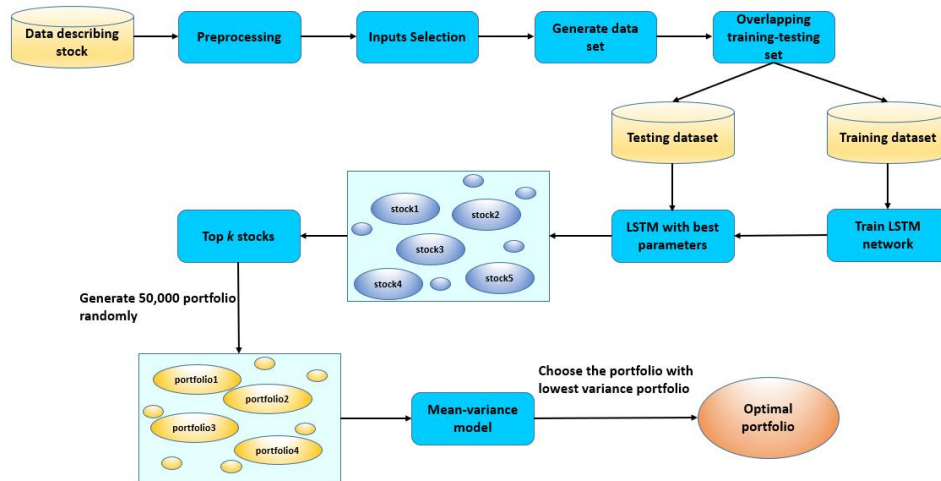 Data describing
stock
Preprocessing
Inputs Selection
Generate data
set
Overlapping
training-testing
set
Testing dataset
Training dataset
Top k stocks
stock1
stock2
stock3
stock4
stock5
LSTM with best
parameters
Train LSTM
network
Generate 50,000 portfolio
randomly
portfolio1
portfolio2
portfolio3
portfolio4
Mean-variance
model
Choose the portfolio with
lowest variance portfolio
Optimal
portfolio